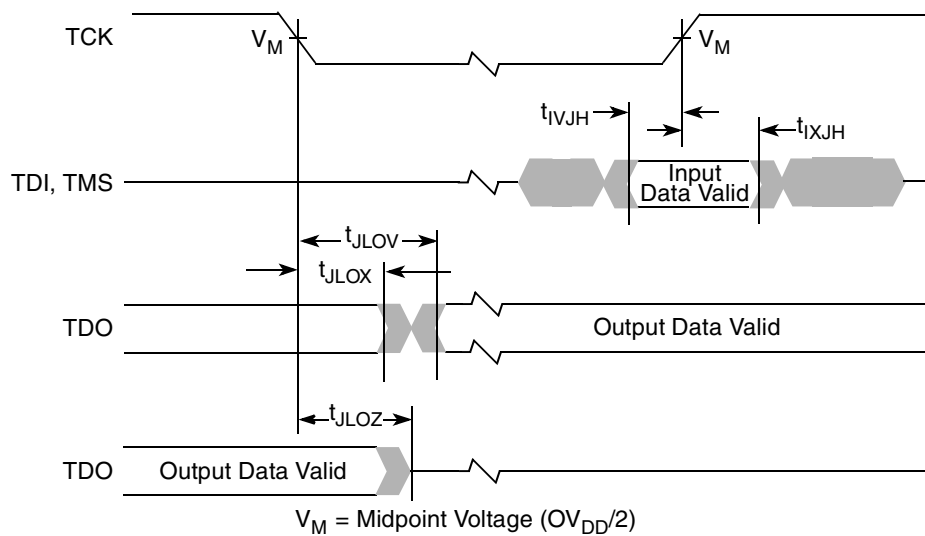 TCK
V_M
V_M
t_IVJH
t_IXJH
TDI, TMS
Input
Data Valid
t_JLOV
t_JLOX
TDO
Output Data Valid
t_JLOZ
TDO
Output Data Valid
V_M = Midpoint Voltage (OV_DD/2)